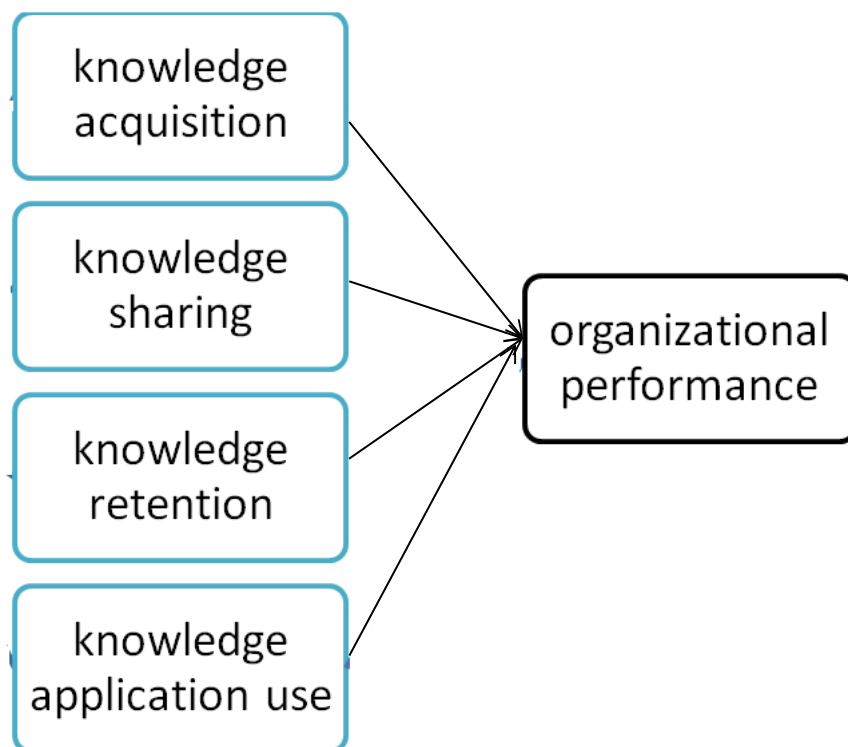 knowledge
acquisition
knowledge
sharing
knowledge
retention
knowledge
application use
organizational
performance